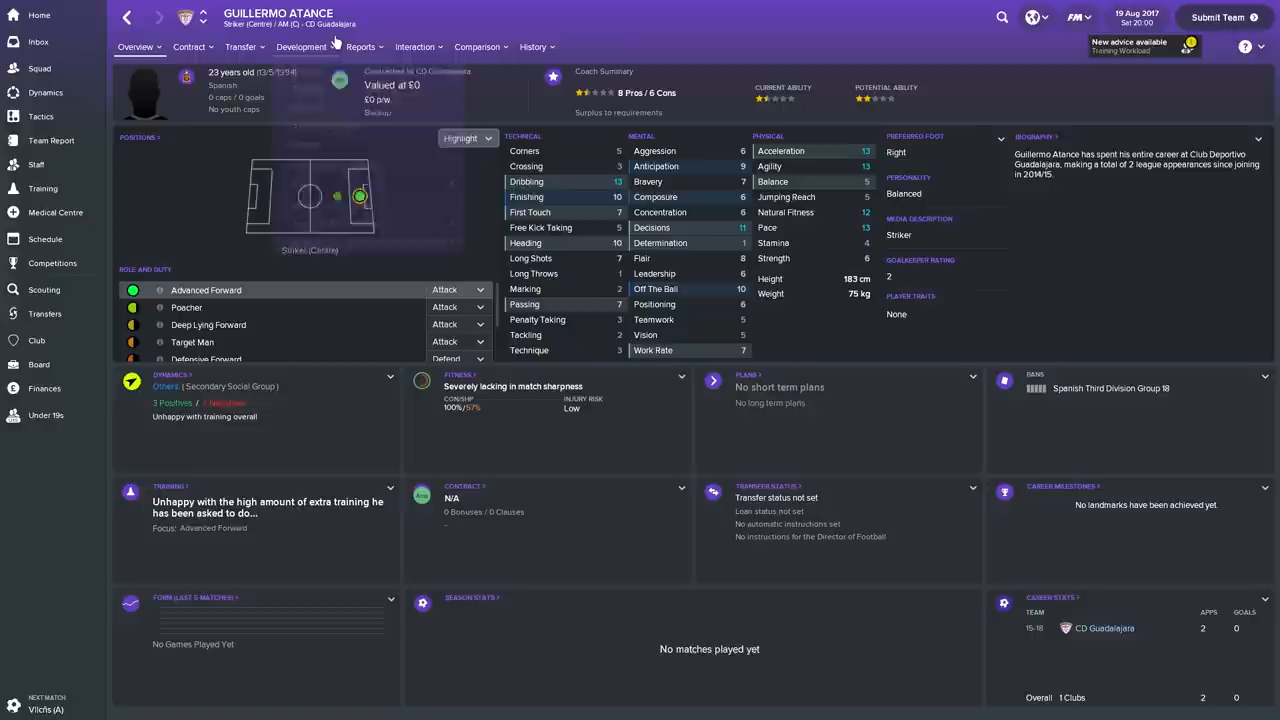 Home
GUILLERMO ATANCE
Striker (Centre) / AM (C) - CD Guadalajara
19 Aug 2017
Sat 20:00
FM
Submit Team
Inbox
Overview
Contract
Transfer
Development
Reports
Interaction
Comparison
History
New advice available
Training Workload
?
Squad
Dynamics
Tactics
Team Report
Staff
Training
Medical Centre
Schedule
Competitions
Scouting
Transfers
Club
Board
Finances
Under 19s
NEXT MATCH
Vllcñs (A)
23 years old (13/5/1994)
Spanish
0 caps / 0 goals
No youth caps
Contracted to CD Guadalajara
Valued at £0
£0 p/w
Backup
Coach Summary
8 Pros / 6 Cons
Surplus to requirements
CURRENT ABILITY
POTENTIAL ABILITY
POSITIONS >
Highlight
Striker (Centre)
ROLE AND DUTY
Advanced Forward Attack
Poacher Attack
Deep Lying Forward Attack
Target Man Attack
Defensive Forward Defend
TECHNICAL
Corners 5
Crossing 3
Dribbling 13
Finishing 10
First Touch 7
Free Kick Taking 5
Heading 10
Long Shots 7
Long Throws 1
Marking 2
Passing 7
Penalty Taking 3
Tackling 2
Technique 3
MENTAL
Aggression 6
Anticipation 9
Bravery 7
Composure 6
Concentration 6
Decisions 11
Determination 1
Flair 8
Leadership 6
Off The Ball 10
Positioning 6
Teamwork 5
Vision 5
Work Rate 7
PHYSICAL
Acceleration 13
Agility 13
Balance 5
Jumping Reach 5
Natural Fitness 12
Pace 13
Stamina 4
Strength 6
Height 183 cm
Weight 75 kg
PREFERRED FOOT
Right
PERSONALITY
Balanced
MEDIA DESCRIPTION
Striker
GOALKEEPER RATING
2
PLAYER TRAITS
None
BIOGRAPHY >
Guillermo Atance has spent his entire career at Club Deportivo
Guadalajara, making a total of 2 league appearances since joining
in 2014/15.
DYNAMICS >
Others ( Secondary Social Group )
3 Positives /
Unhappy with training overall
FITNESS >
Severely lacking in match sharpness
CON/SHP
100%/57%
INJURY RISK
Low
PLANS >
No short term plans
No long term plans
BANS
Spanish Third Division Group 18
TRAINING >
Unhappy with the high amount of extra training he
has been asked to do...
Focus: Advanced Forward
CONTRACT >
N/A
0 Bonuses / 0 Clauses
-
TRANSFER STATUS >
Transfer status not set
Loan status not set
No automatic instructions set
No instructions for the Director of Football
CAREER MILESTONES >
No landmarks have been achieved yet.
FORM (LAST 5 MATCHES) >
No Games Played Yet
SEASON STATS >
No matches played yet
CAREER STATS >
TEAM APPS GOALS
15-18 CD Guadalajara 2 0
Overall 1 Clubs 2 0